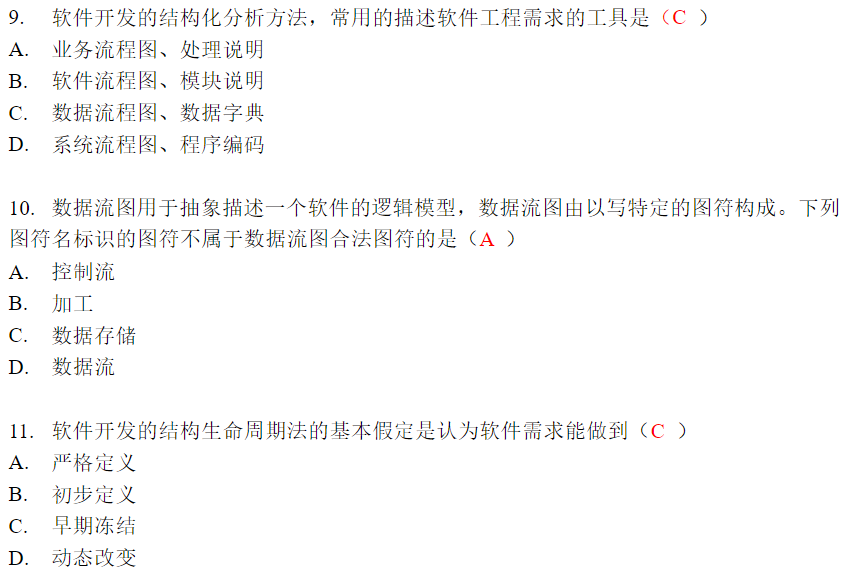 9. 软件开发的结构化分析方法，常用的描述软件工程需求的工具是（C ）
A. 业务流程图、处理说明
B. 软件流程图、模块说明
C. 数据流程图、数据字典
D. 系统流程图、程序编码
10. 数据流图用于抽象描述一个软件的逻辑模型，数据流图由以写特定的图符构成。下列
图符名标识的图符不属于数据流图合法图符的是（A ）
A. 控制流
B. 加工
C. 数据存储
D. 数据流
11. 软件开发的结构生命周期法的基本假定是认为软件需求能做到（C ）
A. 严格定义
B. 初步定义
C. 早期冻结
D. 动态改变